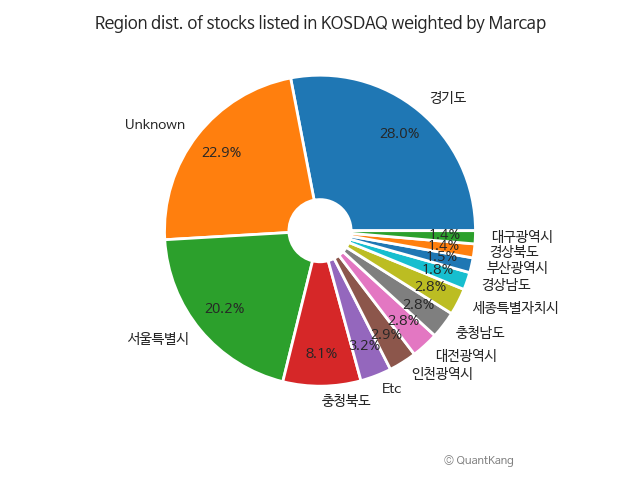 Region dist. of stocks listed in KOSDAQ weighted by Marcap
경기도
28.0%
Unknown
22.9%
서울특별시
20.2%
충청북도
8.1%
Etc
3.2%
인천광역시
2.9%
대전광역시
2.8%
충청남도
2.8%
세종특별자치시
2.8%
경상남도
1.8%
부산광역시
1.5%
경상북도
1.4%
대구광역시
1.4%
© QuantKang